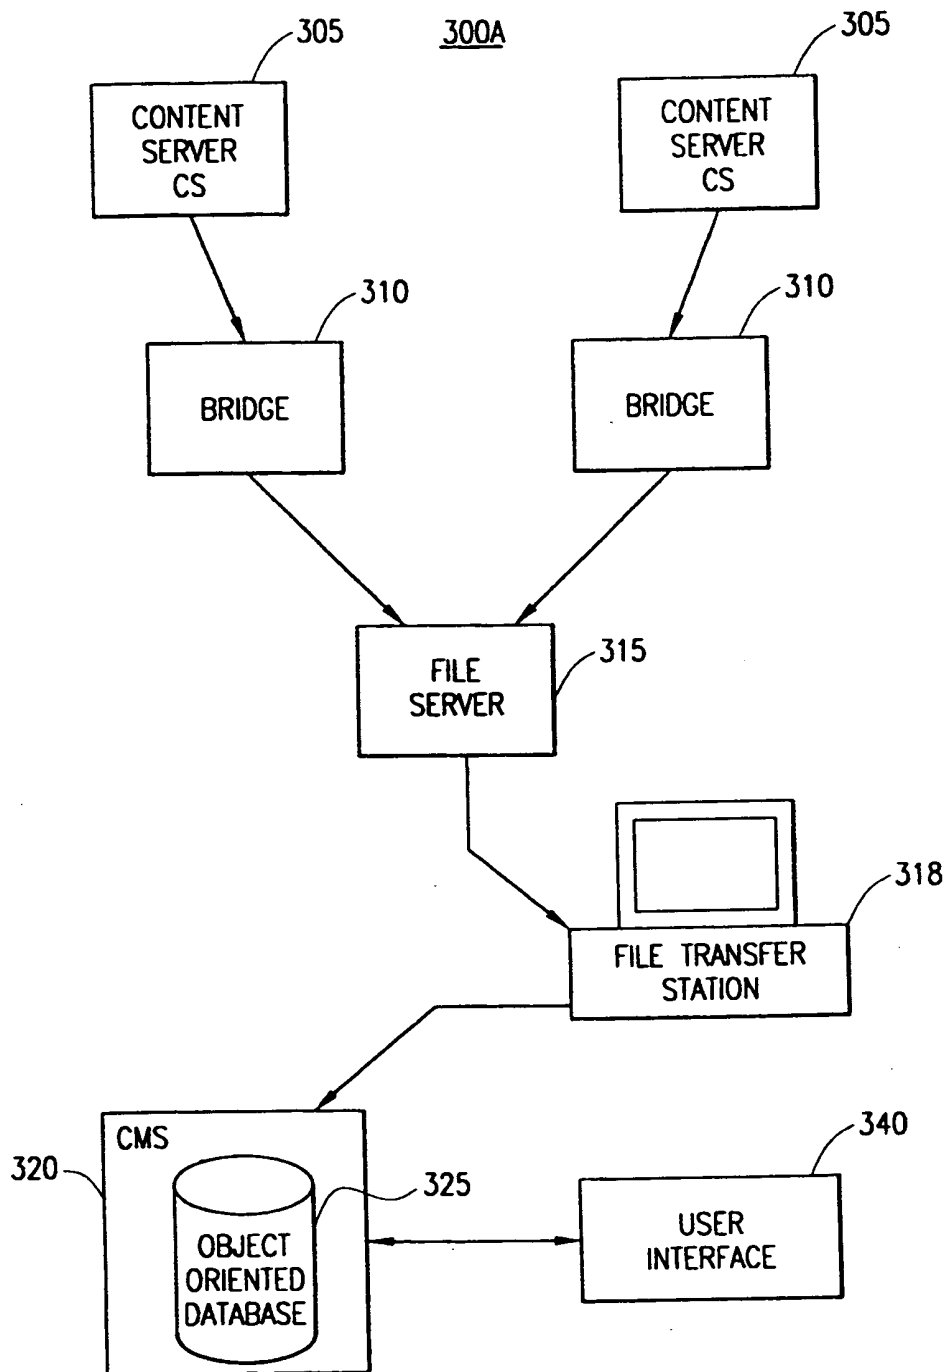 300A
305
305
CONTENT
SERVER
CS
CONTENT
SERVER
CS
310
310
BRIDGE
BRIDGE
FILE
SERVER
315
318
FILE TRANSFER
STATION
CMS
320
325
OBJECT
ORIENTED
DATABASE
340
USER
INTERFACE